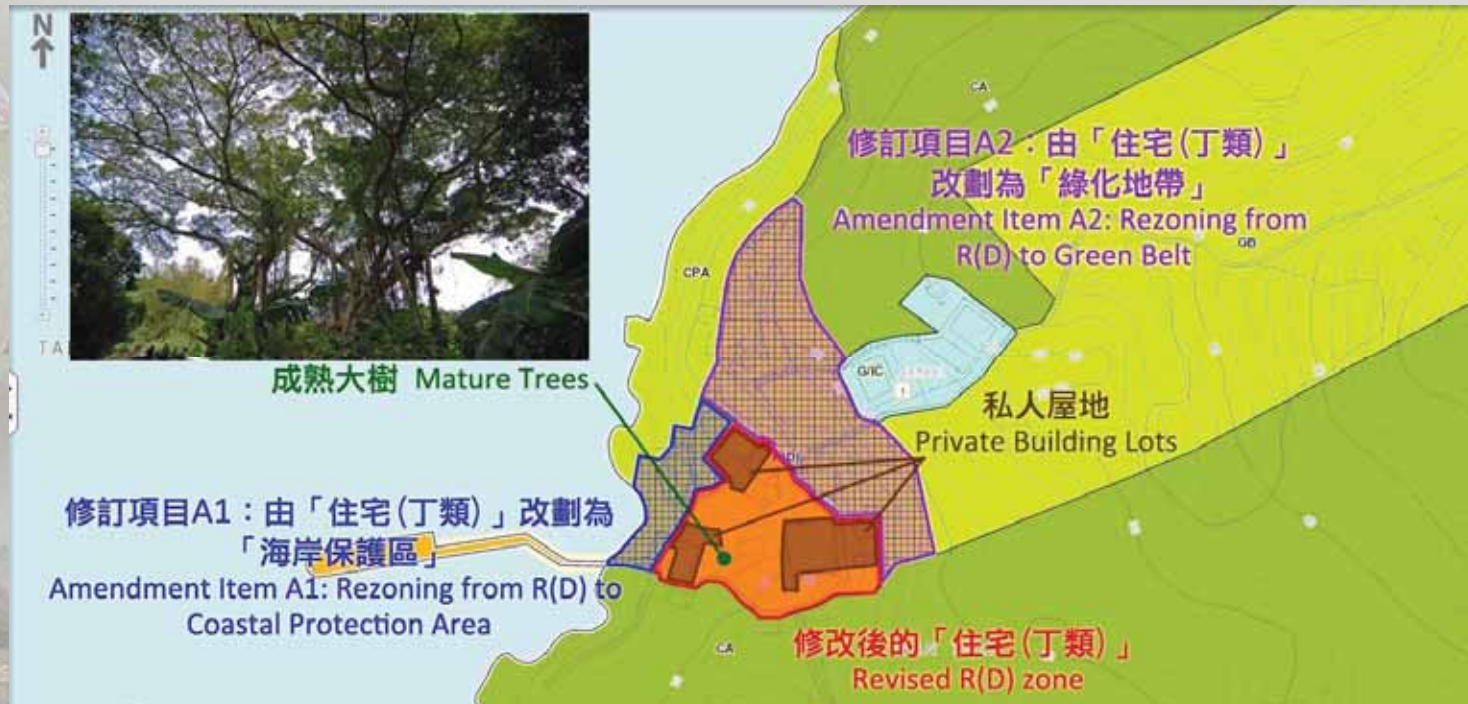 N
TA
成熟大樹 Mature Trees
CA
修訂項目A2：由「住宅(丁類)」
改劃為「綠化地帶」
Amendment Item A2: Rezoning from
R(D) to Green Belt
GB
CPA
G/IC
1
私人屋地
Private Building Lots
修訂項目A1：由「住宅(丁類)」改劃為
「海岸保護區」
Amendment Item A1: Rezoning from R(D) to
Coastal Protection Area
CA
修改後的「住宅(丁類)」
Revised R(D) zone